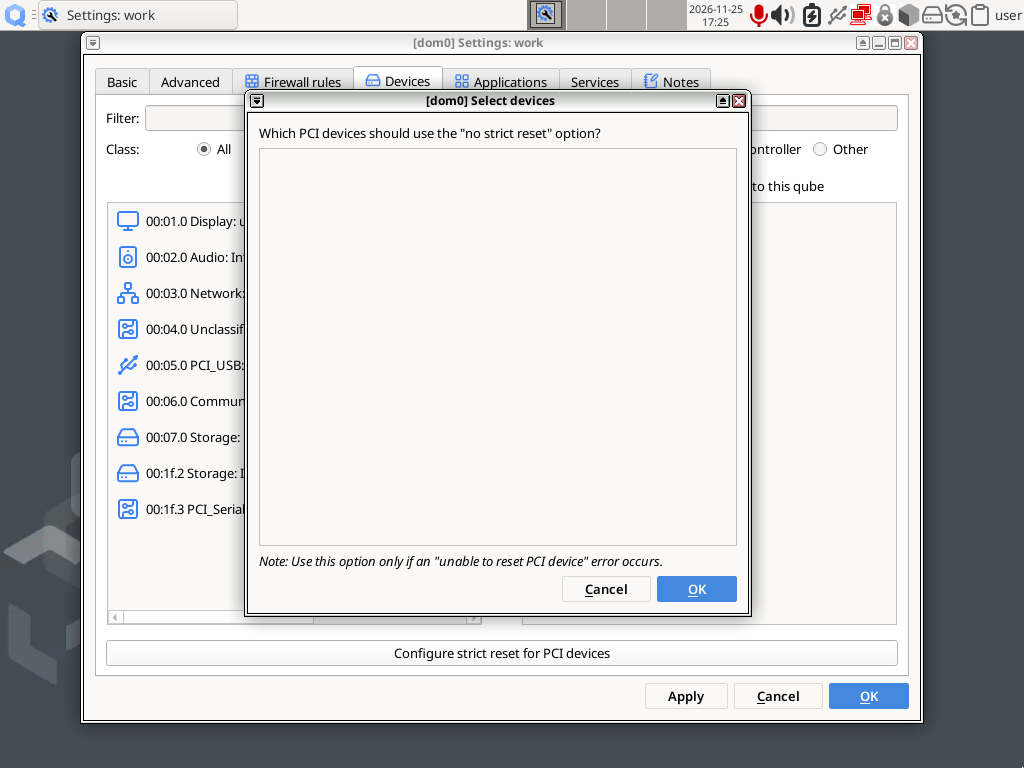 Settings: work
2026-11-25
17:25
user
[dom0] Settings: work
Basic
Advanced
Firewall rules
Devices
Applications
Services
Notes
[dom0] Select devices
Filter:
Which PCI devices should use the "no strict reset" option?
Class:
All
ontroller
Other
to this qube
00:01.0 Display: u
00:02.0 Audio: In
00:03.0 Network:
00:04.0 Unclassif
00:05.0 PCI_USB:
00:06.0 Commun
00:07.0 Storage:
00:1f.2 Storage: I
00:1f.3 PCI_Serial
Note: Use this option only if an "unable to reset PCI device" error occurs.
Cancel
OK
Configure strict reset for PCI devices
Apply
Cancel
OK